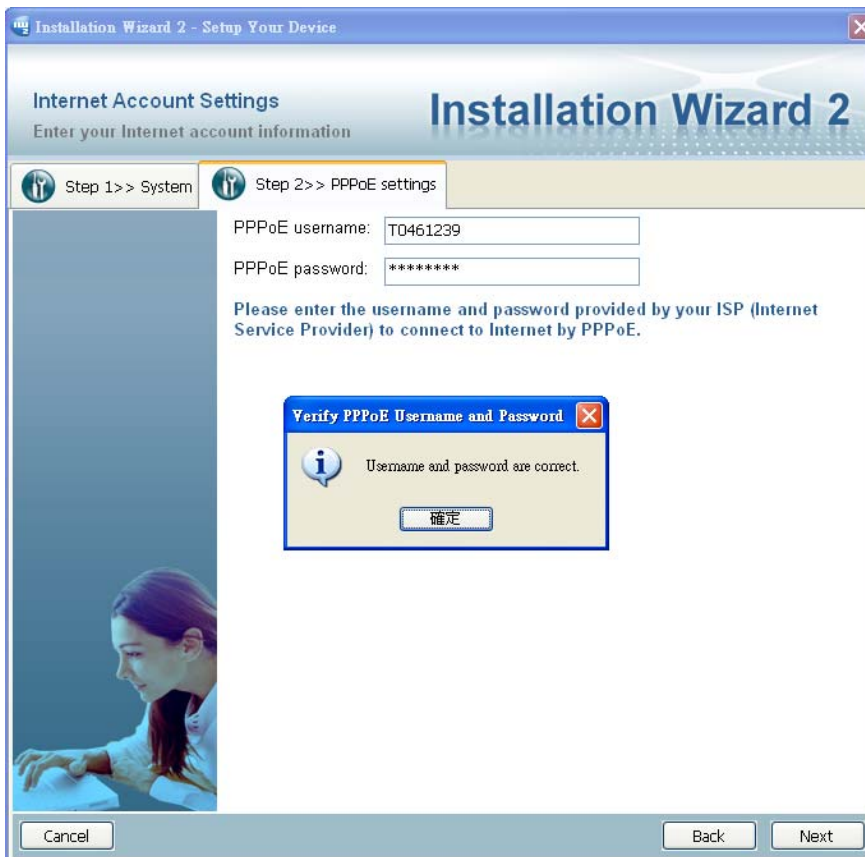 Installation Wizard 2 - Setup Your Device
Internet Account Settings
Installation Wizard 2
Enter your Internet account information
Step 1>> System
Step 2>> PPPoE settings
PPPoE username:
T0461239
PPPoE password:
********
Please enter the username and password provided by your ISP (Internet
Service Provider) to connect to Internet by PPPoE.
Verify PPPoE Username and Password
Username and password are correct.
確定
Cancel
Back
Next